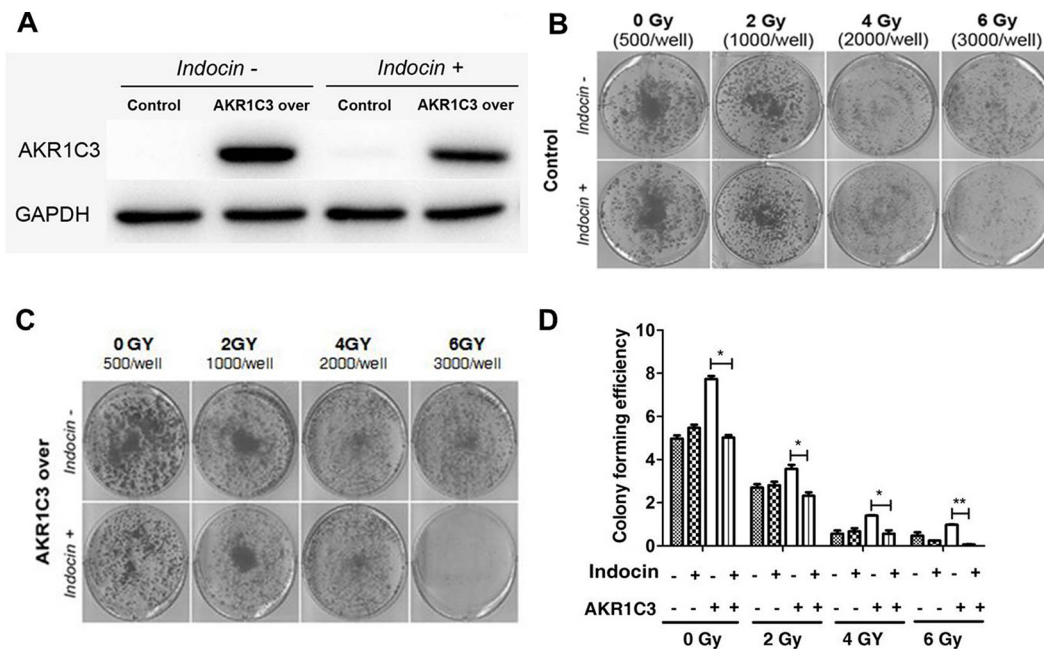 A
Indocin -
Indocin +
Control
AKR1C3 over
Control
AKR1C3 over
AKR1C3
GAPDH
B
0 Gy
2 Gy
4 Gy
6 Gy
(500/well)
(1000/well)
(2000/well)
(3000/well)
Control
Indocin -
Indocin +
C
0 GY
2GY
4GY
6GY
500/well
1000/well
2000/well
3000/well
AKR1C3 over
Indocin -
Indocin +
D
Colony forming efficiency
10
8
6
4
2
0
*
*
*
**
Indocin - + - + - + - + - + - + - + - +
AKR1C3 - - + + - - + + - - + + - - + +
0 Gy
2 Gy
4 GY
6 Gy